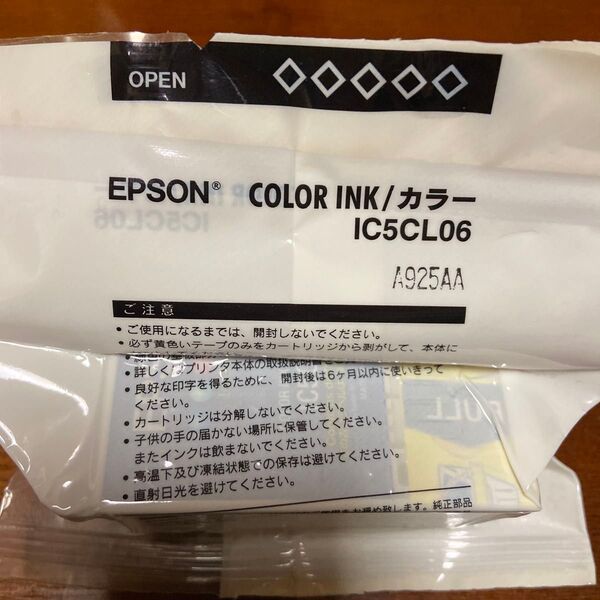 OPEN
EPSON® COLOR INK/カラー
IC5CL06
A925AA
ご注意
・ご使用になるまでは、開封しないでください。
・必ず黄色いテープのみをカートリッジから剥がして、本体に
・詳しくはプリンタ本体の取扱説明書
・良好な印字を得るために、開封後は6ヶ月以内に使いきって
ください。
・カートリッジは分解しないでください。
・子供の手の届かない場所に保管してください。
またインクは飲まないでください。
・高温下及び凍結状態での保存は避けてください。
・直射日光を避けてください。
お薦め致します。純正部品
PULL